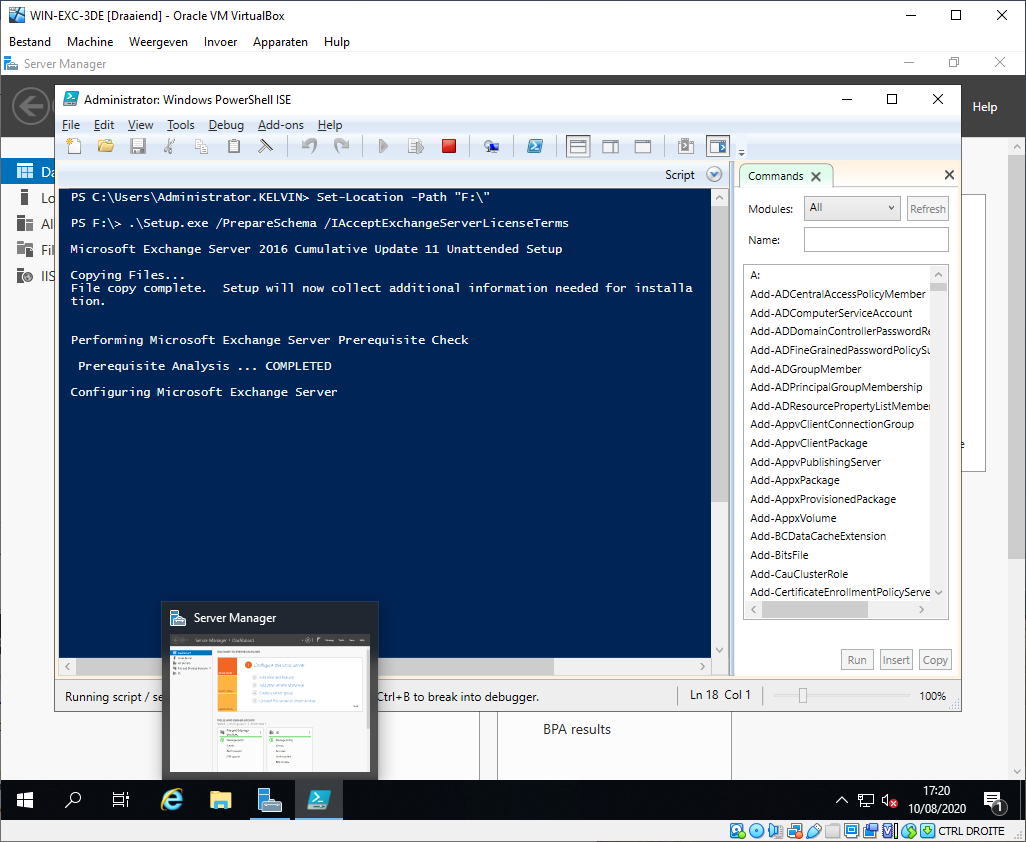 WIN-EXC-3DE [Draaiend] - Oracle VM VirtualBox
Bestand Machine Weergeven Invoer Apparaten Hulp
Server Manager
Help
Administrator: Windows PowerShell ISE
File Edit View Tools Debug Add-ons Help
Script
PS C:\Users\Administrator.KELVIN> Set-Location -Path "F:\"
PS F:\> .\Setup.exe /PrepareSchema /IAcceptExchangeServerLicenseTerms
Microsoft Exchange Server 2016 Cumulative Update 11 Unattended Setup
Copying Files...
File copy complete.  Setup will now collect additional information needed for installa
tion.
Performing Microsoft Exchange Server Prerequisite Check
Prerequisite Analysis ... COMPLETED
Configuring Microsoft Exchange Server
Commands
Modules: All Refresh
Name:
A:
Add-ADCentralAccessPolicyMember
Add-ADComputerServiceAccount
Add-ADDomainControllerPasswordRe
Add-ADFineGrainedPasswordPolicySu
Add-ADGroupMember
Add-ADPrincipalGroupMembership
Add-ADResourcePropertyListMember
Add-AppvClientConnectionGroup
Add-AppvClientPackage
Add-AppvPublishingServer
Add-AppxPackage
Add-AppxProvisionedPackage
Add-AppxVolume
Add-BCDataCacheExtension
Add-BitsFile
Add-CauClusterRole
Add-CertificateEnrollmentPolicyServe
Run Insert Copy
Da
Lo
Al
Fil
IIS
Server Manager
Running script / se
Ctrl+B to break into debugger.
Ln 18 Col 1
100%
BPA results
17:20
10/08/2020
1
CTRL DROITE